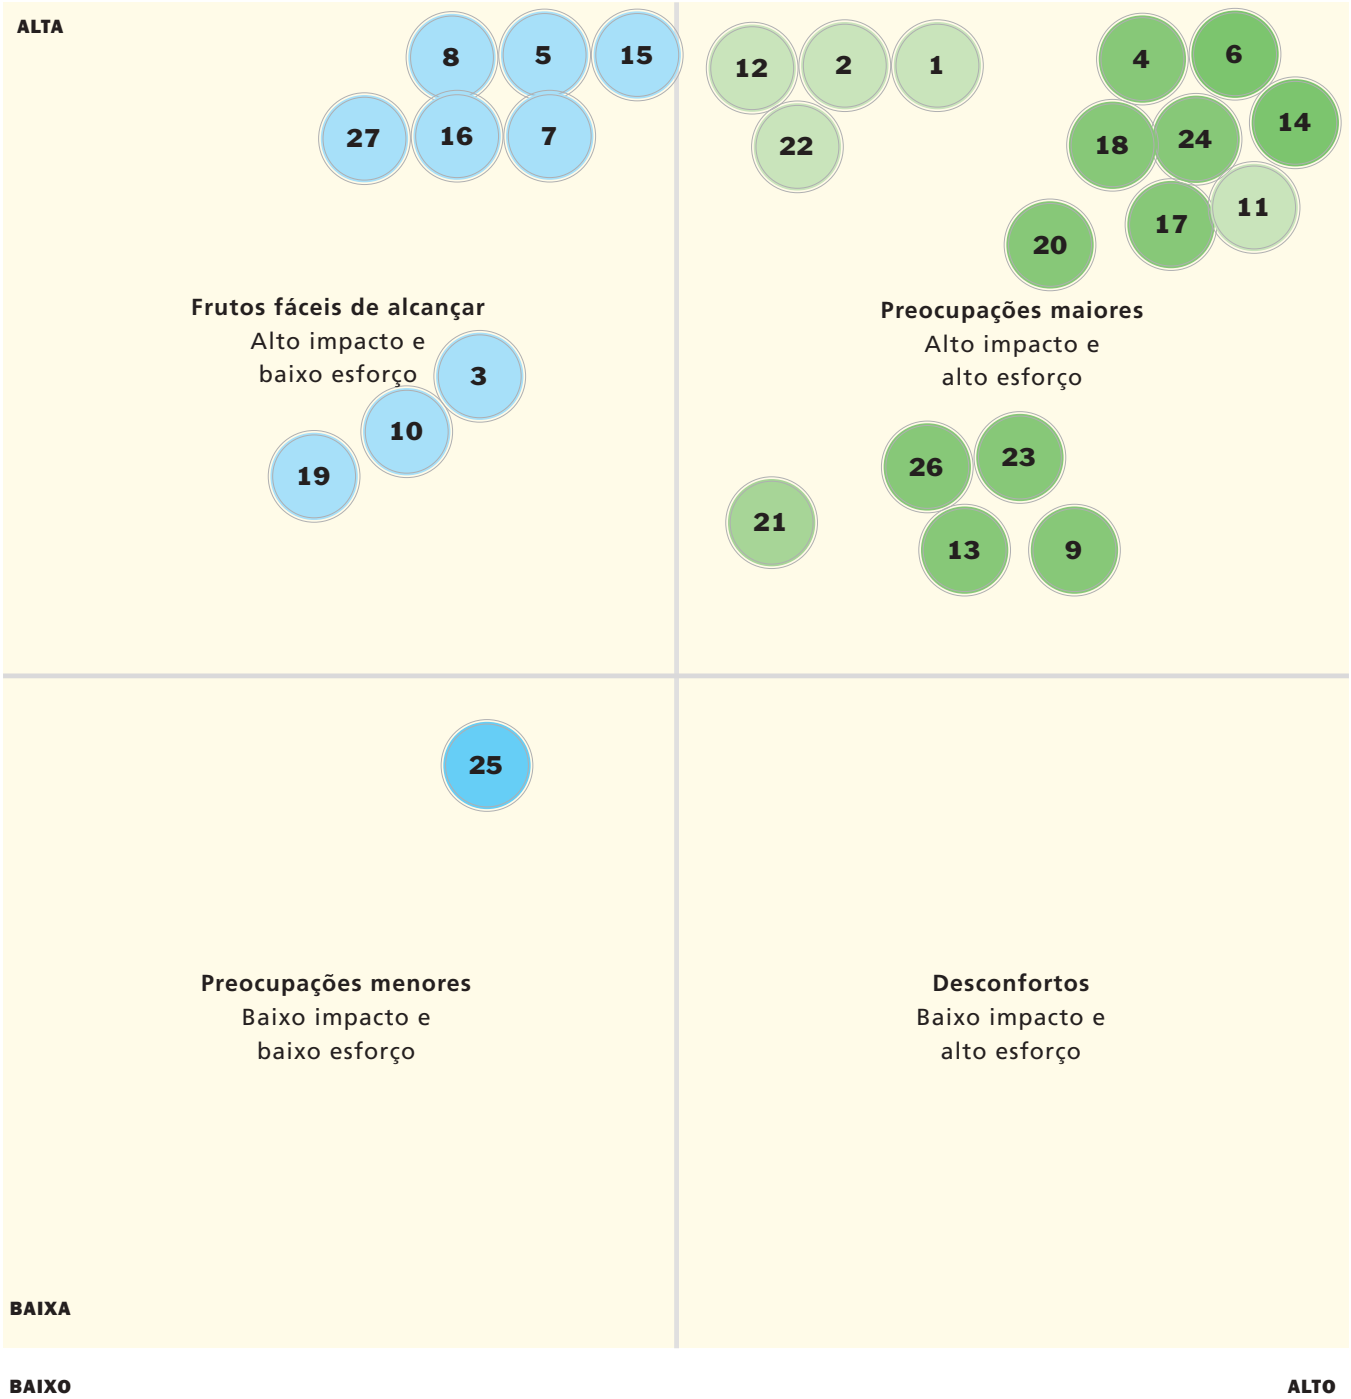 ALTA
8 5 15
27 16 7
12 2 1
22
4 6
14
18 24
17 11
20
Frutos fáceis de alcançar
Alto impacto e
baixo esforço
3
10
19
Preocupações maiores
Alto impacto e
alto esforço
26 23
21
13 9
25
Preocupações menores
Baixo impacto e
baixo esforço
Desconfortos
Baixo impacto e
alto esforço
BAIXA
BAIXO ALTO